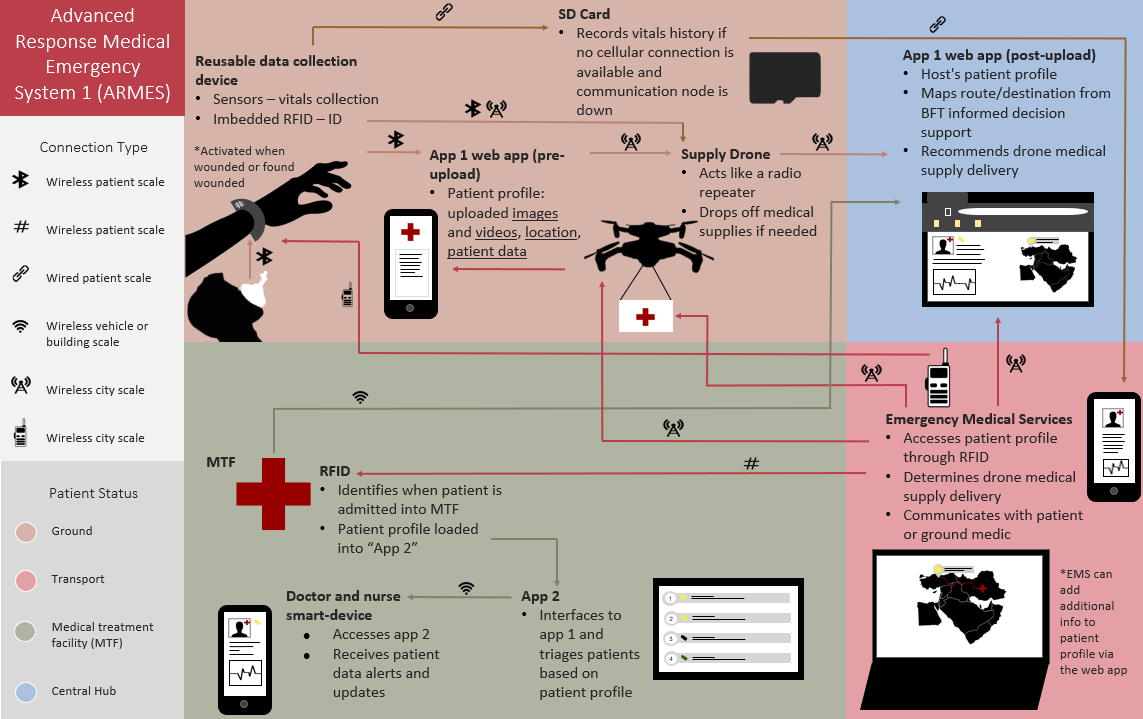 Advanced
Response Medical
Emergency
System 1 (ARMES)
Connection Type
Wireless patient scale
# Wireless patient scale
Wired patient scale
Wireless vehicle or
building scale
Wireless city scale
Wireless city scale
Patient Status
Ground
Transport
Medical treatment
facility (MTF)
Central Hub
Reusable data collection
device
• Sensors – vitals collection
• Imbedded RFID – ID
*Activated when
wounded or found
wounded
#
SD Card
• Records vitals history if
no cellular connection is
available and
communication node is
down
App 1 web app (pre-
upload)
• Patient profile:
uploaded images
and videos, location,
patient data
Supply Drone
• Acts like a radio
repeater
• Drops off medical
supplies if needed
App 1 web app (post-upload)
• Host's patient profile
• Maps route/destination from
BFT informed decision
support
• Recommends drone medical
supply delivery
MTF
RFID
• Identifies when patient is
admitted into MTF
• Patient profile loaded
into “App 2”
#
Doctor and nurse
smart-device
• Accesses app 2
• Receives patient
data alerts and
updates
App 2
• Interfaces to
app 1 and
triages patients
based on
patient profile
1
2
3
4
Emergency Medical Services
• Accesses patient profile
through RFID
• Determines drone medical
supply delivery
• Communicates with patient
or ground medic
*EMS can
add
additional
info to
patient
profile via
the web app